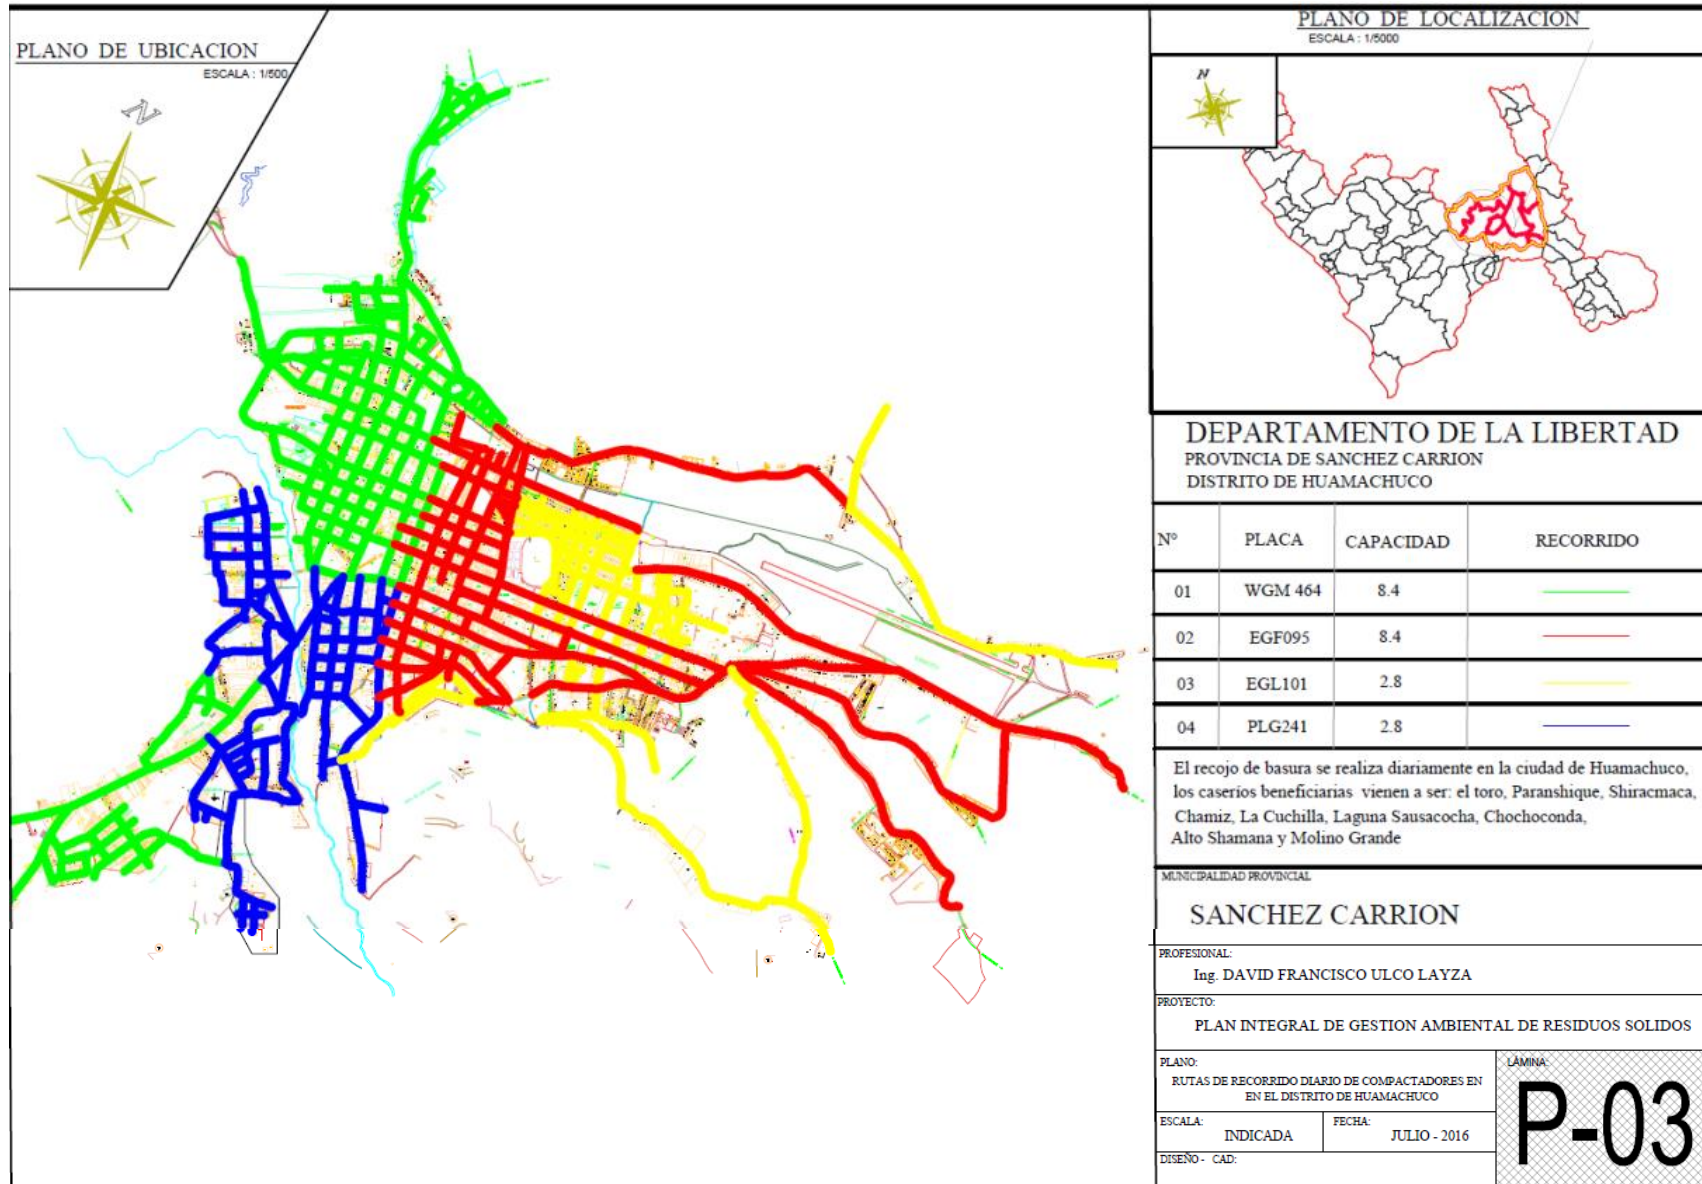 PLANO DE UBICACION
ESCALA : 1/500
N
PLANO DE LOCALIZACION
ESCALA : 1/5000
N
DEPARTAMENTO DE LA LIBERTAD
PROVINCIA DE SANCHEZ CARRION
DISTRITO DE HUAMACHUCO
N° PLACA CAPACIDAD RECORRIDO
01 WGM 464 8.4
02 EGF095 8.4
03 EGL101 2.8
04 PLG241 2.8
El recojo de basura se realiza diariamente en la ciudad de Huamachuco,
los caseríos beneficiarias vienen a ser: el toro, Paranshique, Shiracmaca,
Chamiz, La Cuchilla, Laguna Sausacocha, Chochoconda,
Alto Shamana y Molino Grande
MUNICIPALIDAD PROVINCIAL
SANCHEZ CARRION
PROFESIONAL:
Ing. DAVID FRANCISCO ULCO LAYZA
PROYECTO:
PLAN INTEGRAL DE GESTION AMBIENTAL DE RESIDUOS SOLIDOS
PLANO:
RUTAS DE RECORRIDO DIARIO DE COMPACTADORES EN
EN EL DISTRITO DE HUAMACHUCO
ESCALA:
INDICADA
FECHA:
JULIO - 2016
DISEÑO - CAD:
LÁMINA:
P-03